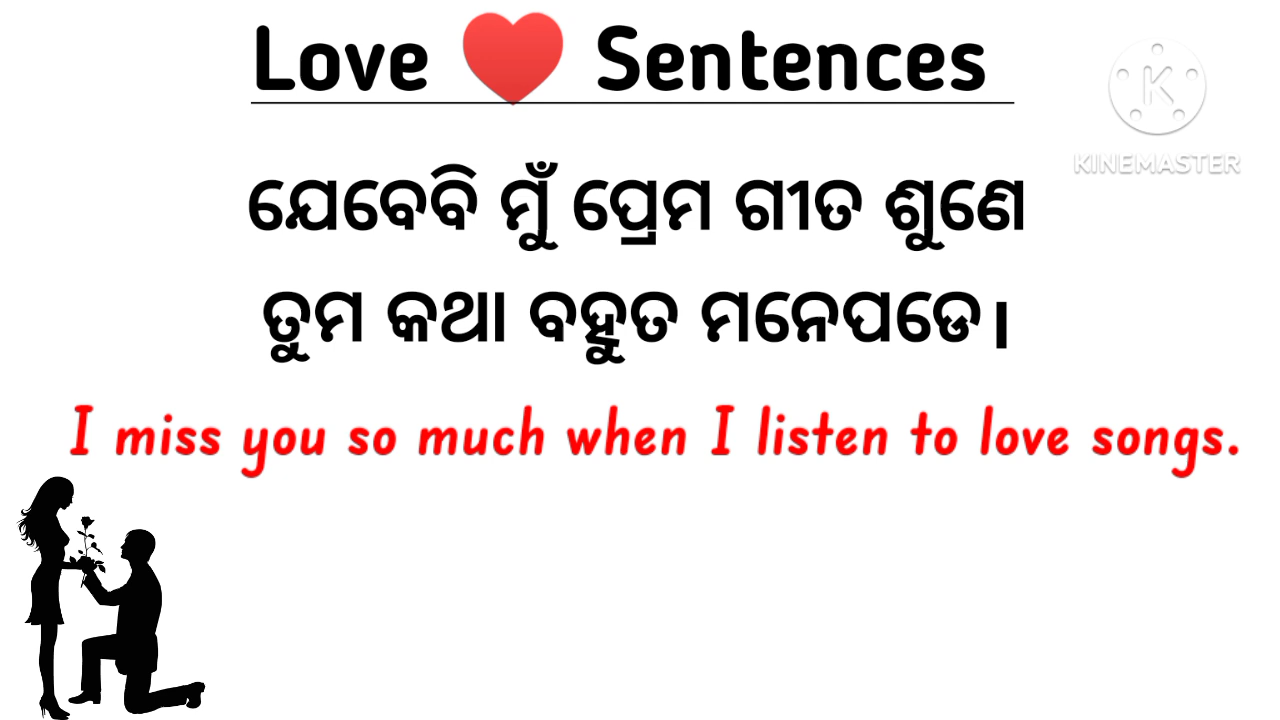 Love ❤ Sentences
KINEMASTER
ଯେବେବି ମୁଁ ପ୍ରେମ ଗୀତ ଶୁଣେ
ତୁମ କଥା ବହୁତ ମନେପଡେ।
I miss you so much when I listen to love songs.